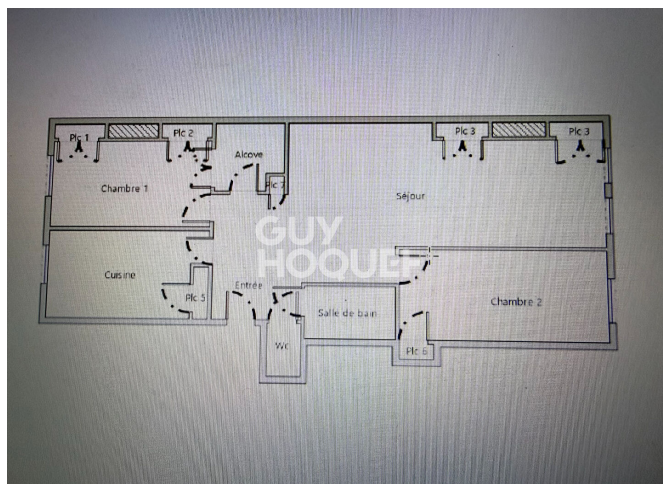 Plc 1
Plc 2
Plc 3
Plc 3
Alcove
Plc 7
Chambre 1
Séjour
GUY
HOQUET
Cuisine
Entrée
Plc 5
Salle de bain
Chambre 2
Wc
Plc 6